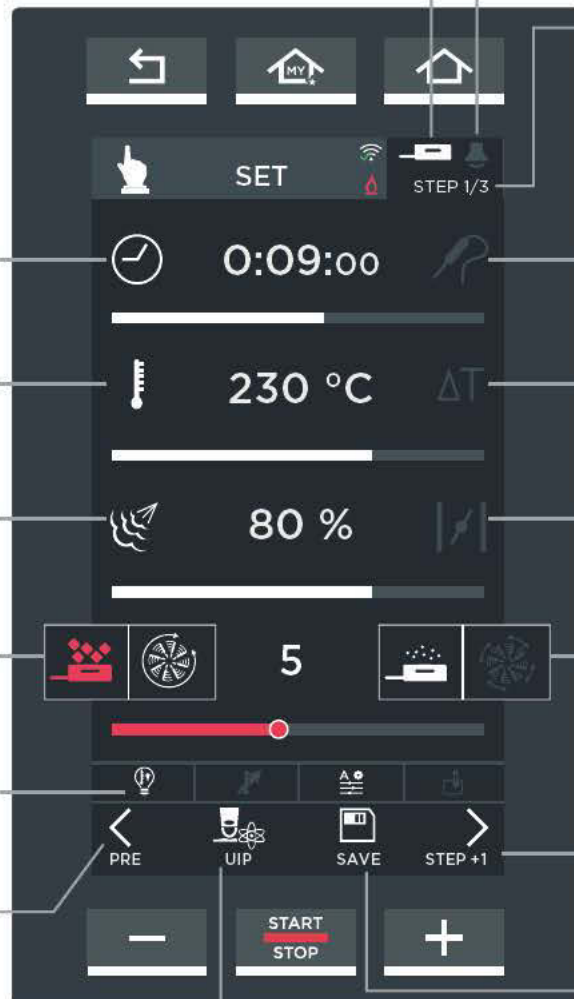 MY
SET
STEP 1/3
0:09:00
230 °C
ΔT
80 %
5
A
PRE
UIP
SAVE
STEP +1
−
START
STOP
+